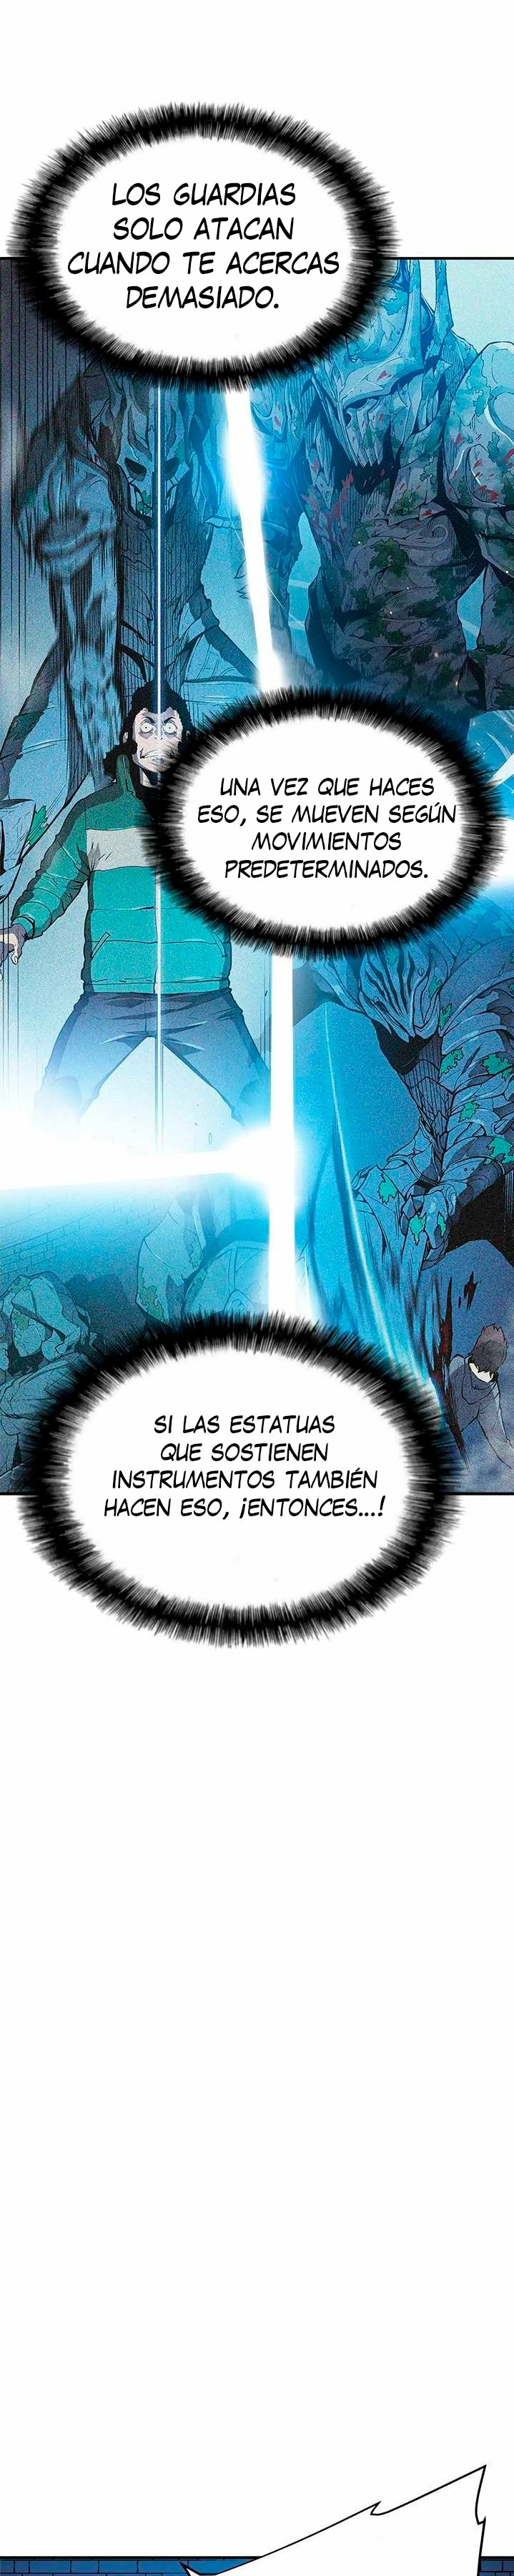 LOS GUARDIAS
SOLO ATACAN
CUANDO TE ACERCAS
DEMASIADO.
UNA VEZ QUE HACES
ESO, SE MUEVEN SEGÚN
MOVIMIENTOS
PREDETERMINADOS.
SI LAS ESTATUAS
QUE SOSTIENEN
INSTRUMENTOS TAMBIÉN
HACEN ESO, ¡ENTONCES...!